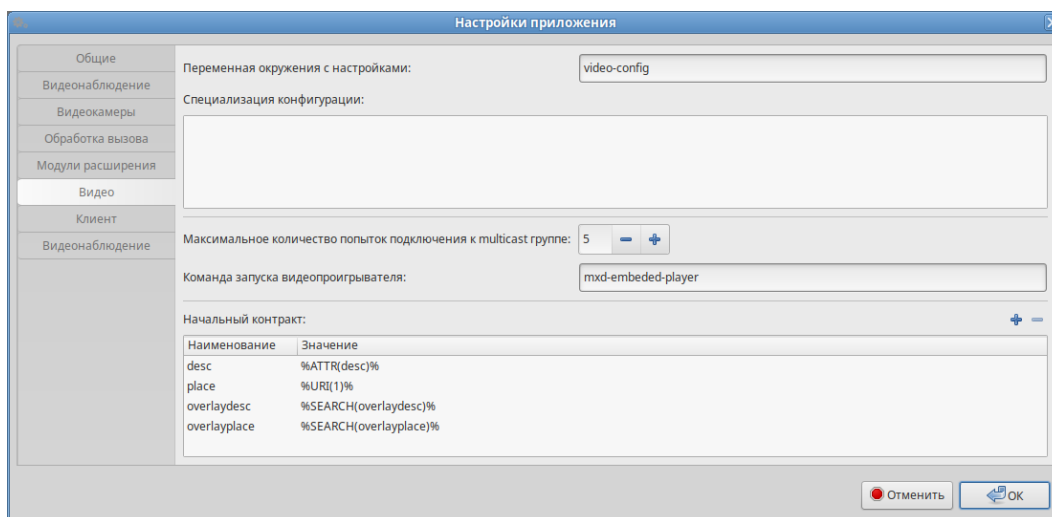 Настройки приложения
Общие
Видеонаблюдение
Видеокамеры
Обработка вызова
Модули расширения
Видео
Клиент
Видеонаблюдение
Переменная окружения с настройками: video-config
Специализация конфигурации:
Максимальное количество попыток подключения к multicast группе: 5
Команда запуска видеопроигрывателя: mxd-embeded-player
Начальный контракт:
Наименование Значение
desc %ATTR(desc)%
place %URI(1)%
overlaydesc %SEARCH(overlaydesc)%
overlayplace %SEARCH(overlayplace)%
Отменить ОК